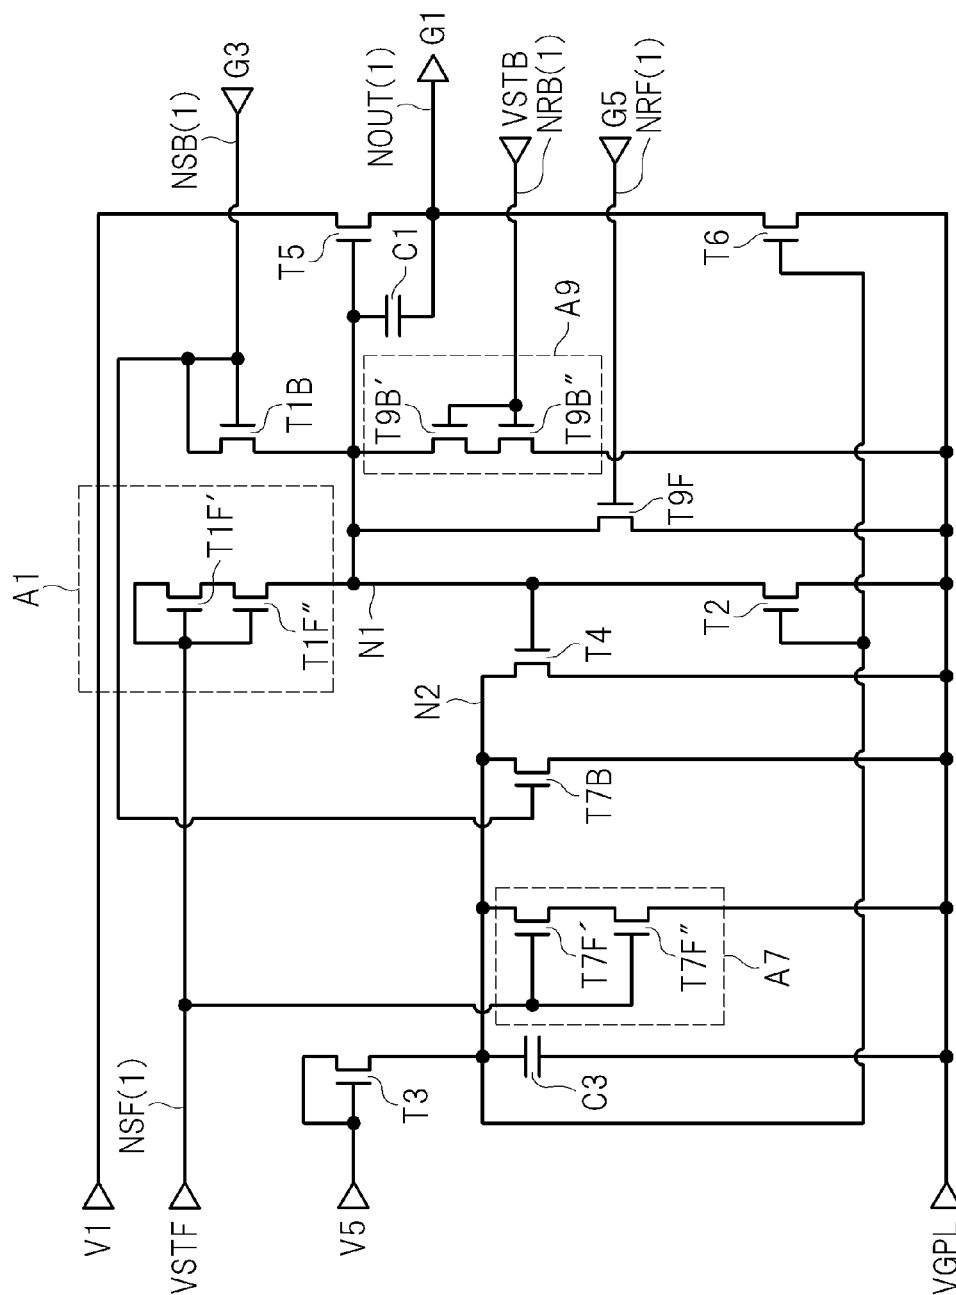 V1
VSTF
V5
VGPL
NSF(1)
T3
C3
T7F′
T7F″
A7
T7B
N2
T4
T2
A1
T1F′
T1F″
N1
T9F
T1B
T9B′
T9B″
A9
C1
T5
T6
NSB(1)
G3
NOUT(1)
G1
VSTB
NRB(1)
G5
NRF(1)